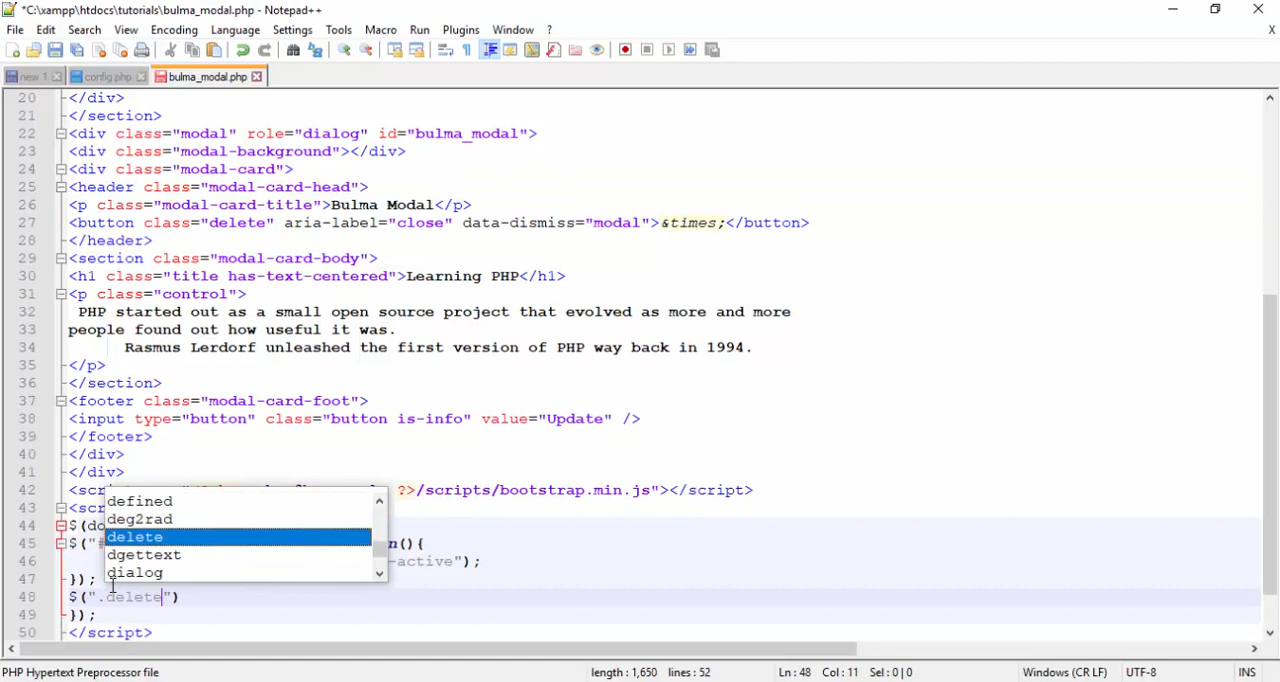 *C:\xampp\htdocs\tutorials\bulma_modal.php - Notepad++
File Edit Search View Encoding Language Settings Tools Macro Run Plugins Window ? X
new 1 config.php bulma_modal.php
20 </div>
21 </section>
22 <div class="modal" role="dialog" id="bulma_modal">
23 <div class="modal-background"></div>
24 <div class="modal-card">
25 <header class="modal-card-head">
26 <p class="modal-card-title">Bulma Modal</p>
27 <button class="delete" aria-label="close" data-dismiss="modal">&times;</button>
28 </header>
29 <section class="modal-card-body">
30 <h1 class="title has-text-centered">Learning PHP</h1>
31 <p class="control">
32 PHP started out as a small open source project that evolved as more and more
33 people found out how useful it was.
34 Rasmus Lerdorf unleashed the first version of PHP way back in 1994.
35 </p>
36 </section>
37 <footer class="modal-card-foot">
38 <input type="button" class="button is-info" value="Update" />
39 </footer>
40 </div>
41 </div>
42 <scr ?>/scripts/bootstrap.min.js"></script>
defined
43 <sc
deg2rad
44 $(do
delete
45 $("# n(){
dgettext
46 -active");
dialog
47 });
48 $(".delete")
49 });
50 </script>
PHP Hypertext Preprocessor file length : 1,650 lines : 52 Ln : 48 Col : 11 Sel : 0 | 0 Windows (CR LF) UTF-8 INS